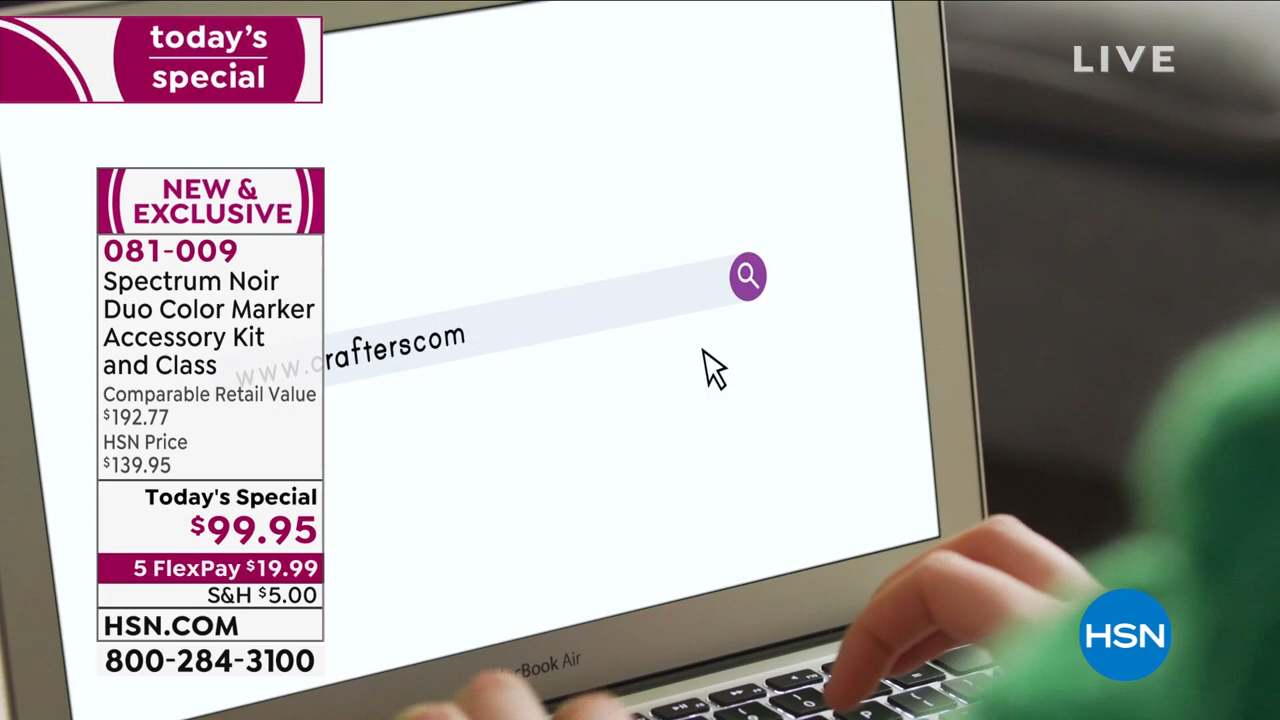 today's
special
LIVE
NEW &
EXCLUSIVE
081-009
Spectrum Noir
Duo Color Marker
Accessory Kit
and Class
Comparable Retail Value
$192.77
HSN Price
$139.95
Today's Special
$99.95
5 FlexPay $19.99
S&H $5.00
HSN.COM
800-284-3100
www.crafterscom
MacBook Air
HSN